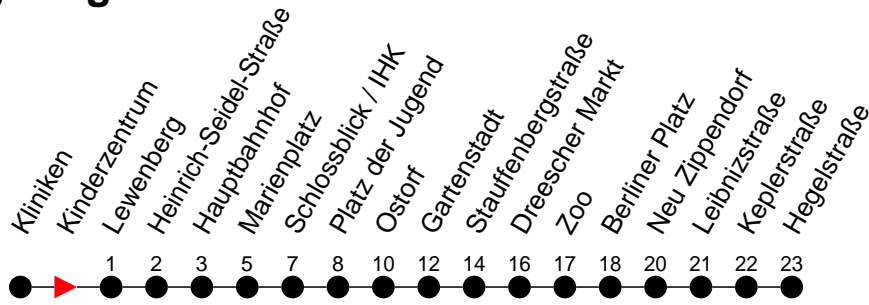 Kliniken
Kinderzentrum
Lewenberg
Heinrich-Seidel-Straße
Hauptbahnhof
Marienplatz
Schlossblick / IHK
Platz der Jugend
Ostorf
Gartenstadt
Stauffenbergstraße
Dreescher Markt
Zoo
Berliner Platz
Neu Zippendorf
Leibnizstraße
Keplerstraße
Hegelstraße
1 2 3 5 7 8 10 12 14 16 17 18 20 21 22 23